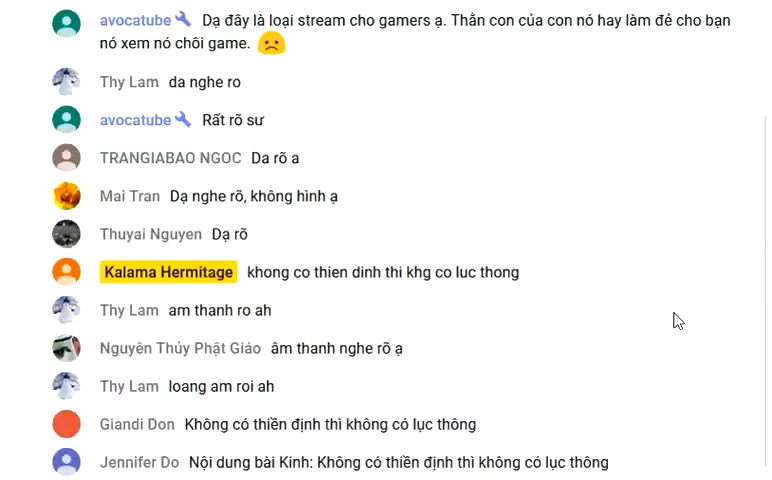 avocatube Dạ đây là loại stream cho gamers ạ. Thằn con của con nó hay làm đẻ cho bạn
nó xem nó chôi game.
Thy Lam da nghe ro
avocatube Rất rõ sư
TRANGIABAO NGOC Da rõ a
Mai Tran Dạ nghe rõ, không hình ạ
Thuyai Nguyen Dạ rõ
Kalama Hermitage khong co thien dinh thi khg co luc thong
Thy Lam am thanh ro ah
Nguyên Thủy Phật Giáo âm thanh nghe rõ ạ
Thy Lam loang am roi ah
Giandi Don Không có thiền định thì không có lục thông
Jennifer Do Nội dung bài Kinh: Không có thiền định thì không có lục thông